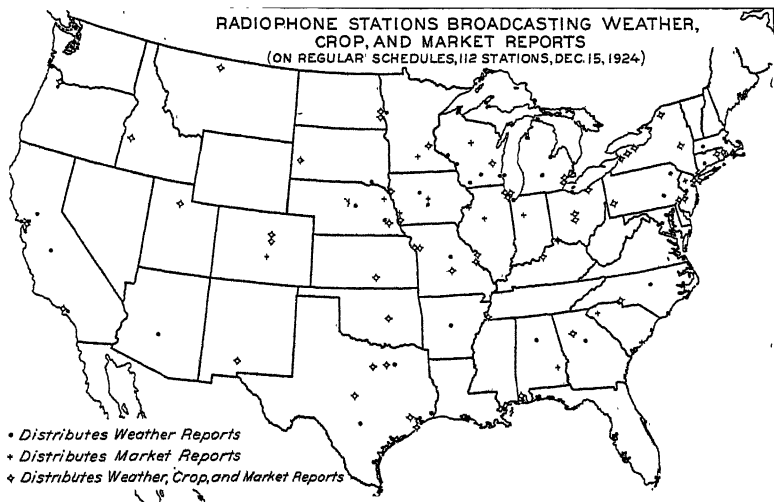 RADIOPHONE STATIONS BROADCASTING WEATHER,
CROP, AND MARKET REPORTS
(ON REGULAR SCHEDULES, 112 STATIONS, DEC. 15, 1924)
• Distributes Weather Reports
+ Distributes Market Reports
✧ Distributes Weather, Crop, and Market Reports